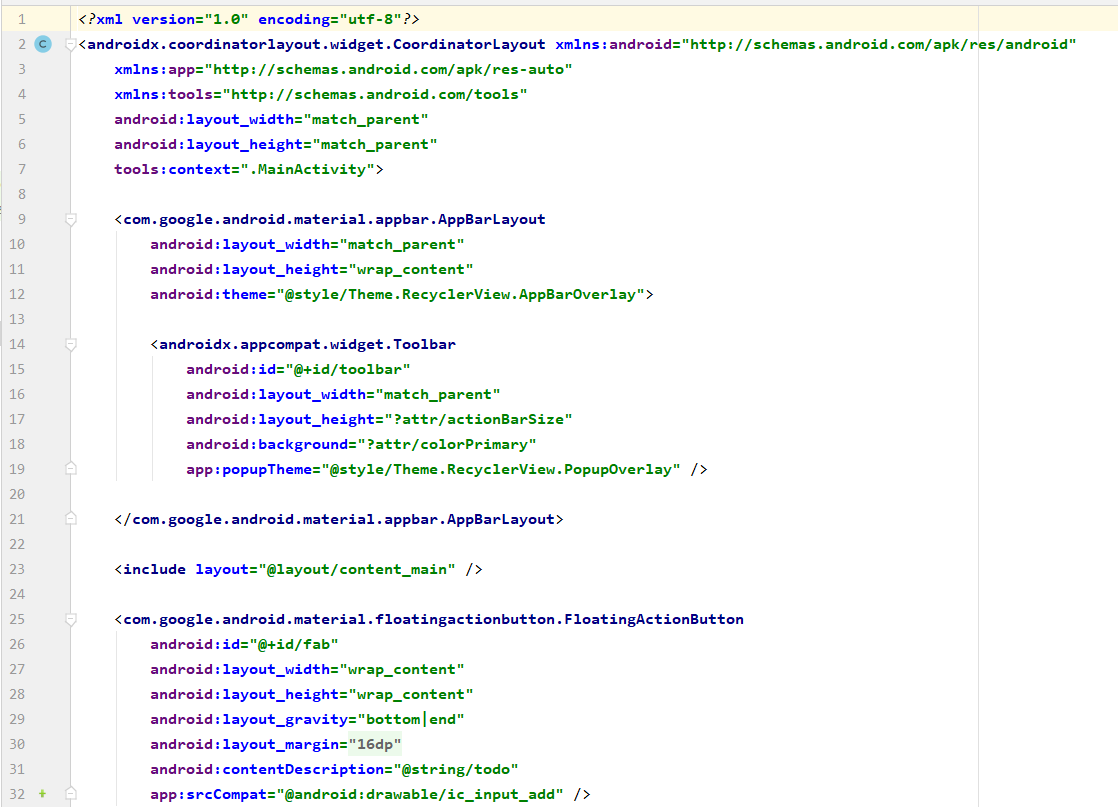 1 <?xml version="1.0" encoding="utf-8"?>
2 C <androidx.coordinatorlayout.widget.CoordinatorLayout xmlns:android="http://schemas.android.com/apk/res/android"
3     xmlns:app="http://schemas.android.com/apk/res-auto"
4     xmlns:tools="http://schemas.android.com/tools"
5     android:layout_width="match_parent"
6     android:layout_height="match_parent"
7     tools:context=".MainActivity">
8
9     <com.google.android.material.appbar.AppBarLayout
10         android:layout_width="match_parent"
11         android:layout_height="wrap_content"
12         android:theme="@style/Theme.RecyclerView.AppBarOverlay">
13
14         <androidx.appcompat.widget.Toolbar
15             android:id="@+id/toolbar"
16             android:layout_width="match_parent"
17             android:layout_height="?attr/actionBarSize"
18             android:background="?attr/colorPrimary"
19             app:popupTheme="@style/Theme.RecyclerView.PopupOverlay" />
20
21     </com.google.android.material.appbar.AppBarLayout>
22
23     <include layout="@layout/content_main" />
24
25     <com.google.android.material.floatingactionbutton.FloatingActionButton
26         android:id="@+id/fab"
27         android:layout_width="wrap_content"
28         android:layout_height="wrap_content"
29         android:layout_gravity="bottom|end"
30         android:layout_margin="16dp"
31         android:contentDescription="@string/todo"
32         app:srcCompat="@android:drawable/ic_input_add" />